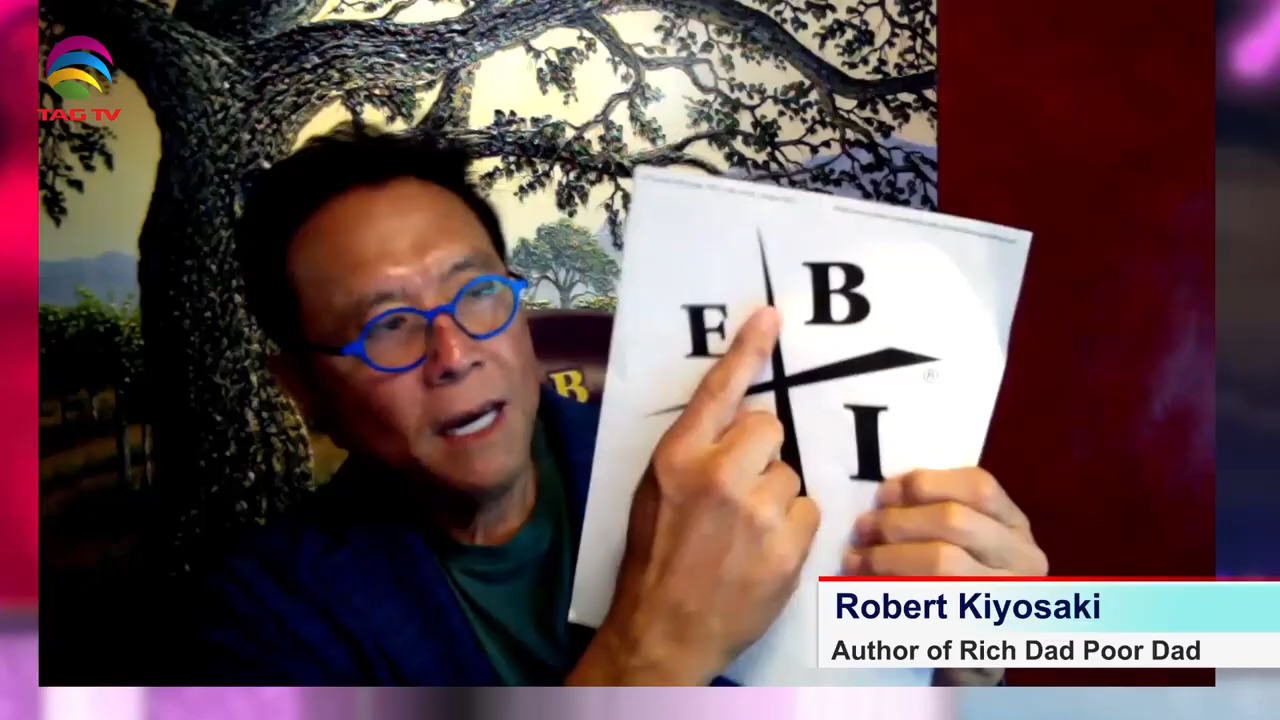 TAG TV
B
E
B
®
I
Robert Kiyosaki
Author of Rich Dad Poor Dad